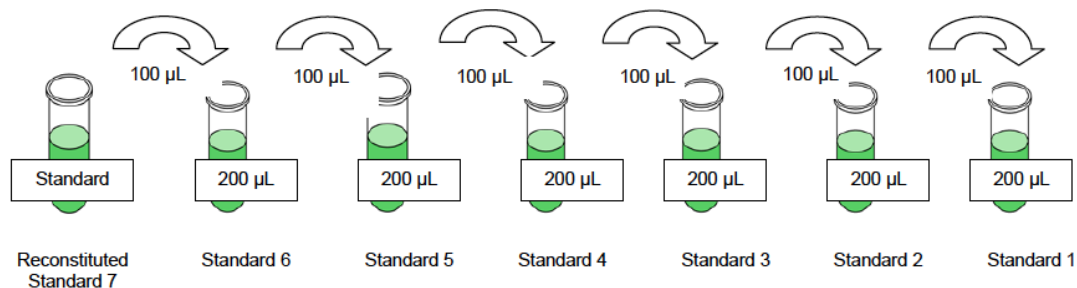 100 µL
100 µL
100 µL
100 µL
100 µL
100 µL
Standard
200 µL
200 µL
200 µL
200 µL
200 µL
200 µL
Reconstituted
Standard 7
Standard 6
Standard 5
Standard 4
Standard 3
Standard 2
Standard 1